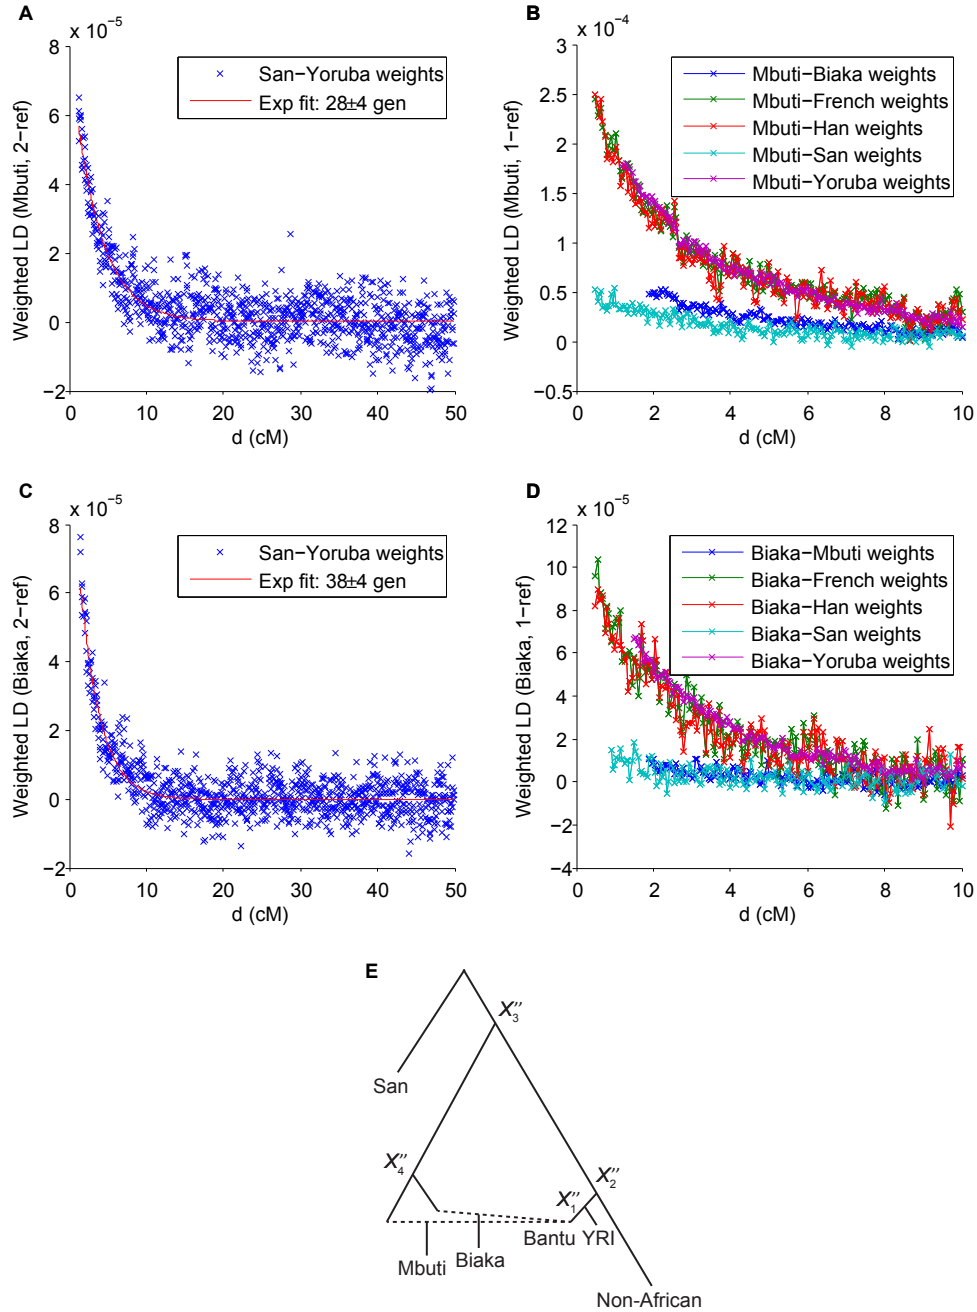 A
x 10−5
8
6
4
2
0
−2
0 10 20 30 40 50
d (cM)
Weighted LD (Mbuti, 2−ref)
San−Yoruba weights
Exp fit: 28±4 gen
B
x 10−4
3
2.5
2
1.5
1
0.5
0
−0.5
0 2 4 6 8 10
d (cM)
Weighted LD (Mbuti, 1−ref)
Mbuti−Biaka weights
Mbuti−French weights
Mbuti−Han weights
Mbuti−San weights
Mbuti−Yoruba weights
C
x 10−5
8
6
4
2
0
−2
0 10 20 30 40 50
d (cM)
Weighted LD (Biaka, 2−ref)
San−Yoruba weights
Exp fit: 38±4 gen
D
x 10−5
12
10
8
6
4
2
0
−2
−4
0 2 4 6 8 10
d (cM)
Weighted LD (Biaka, 1−ref)
Biaka−Mbuti weights
Biaka−French weights
Biaka−Han weights
Biaka−San weights
Biaka−Yoruba weights
E
X″3
San
X″4
X″2
X″1
Bantu YRI
Biaka
Mbuti
Non-African